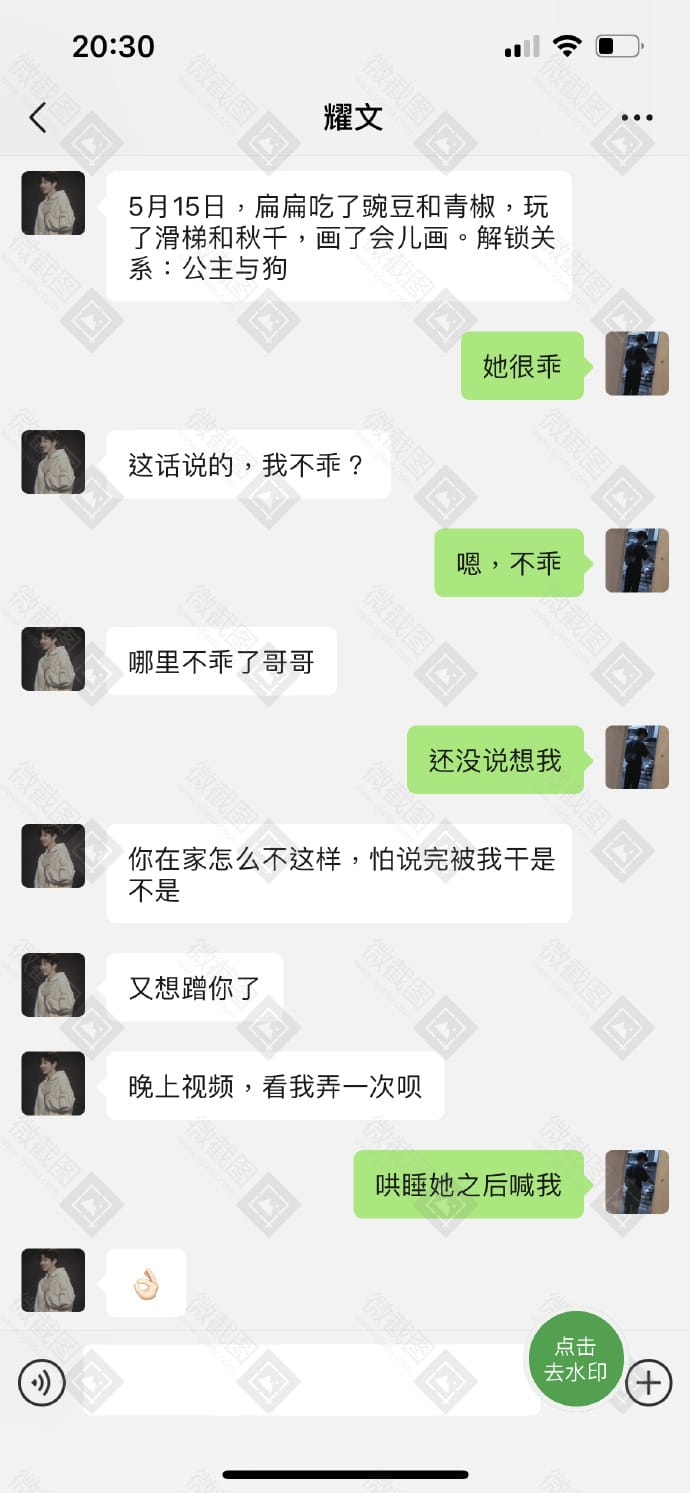 20:30
耀文
5月15日，扁扁吃了豌豆和青椒，玩
了滑梯和秋千，画了会儿画。解锁关
系：公主与狗
她很乖
这话说的，我不乖？
嗯，不乖
哪里不乖了哥哥
还没说想我
你在家怎么不这样，怕说完被我干是
不是
又想蹭你了
晚上视频，看我弄一次呗
哄睡她之后喊我
👌🏻
点击
去水印
微截图